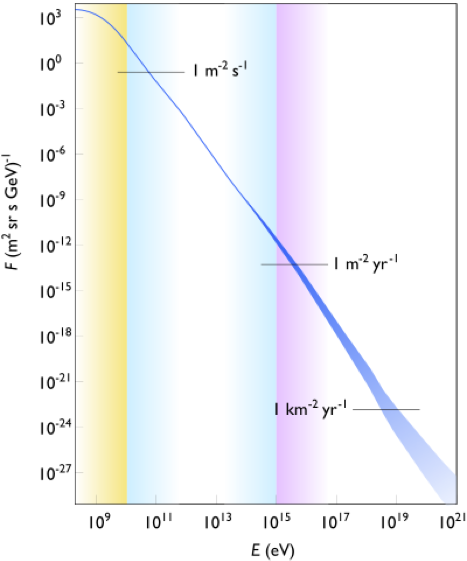 10³
10⁰
10⁻³
10⁻⁶
10⁻⁹
10⁻¹²
10⁻¹⁵
10⁻¹⁸
10⁻²¹
10⁻²⁴
10⁻²⁷
F (m² sr s GeV)⁻¹
1 m⁻² s⁻¹
1 m⁻² yr⁻¹
1 km⁻² yr⁻¹
10⁹ 10¹¹ 10¹³ 10¹⁵ 10¹⁷ 10¹⁹ 10²¹
E (eV)